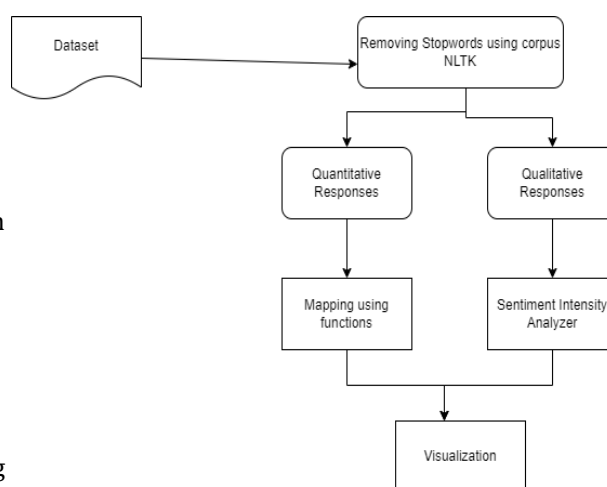 Dataset
Removing Stopwords using corpus
NLTK
Quantitative
Responses
Qualitative
Responses
Mapping using
functions
Sentiment Intensity
Analyzer
Visualization